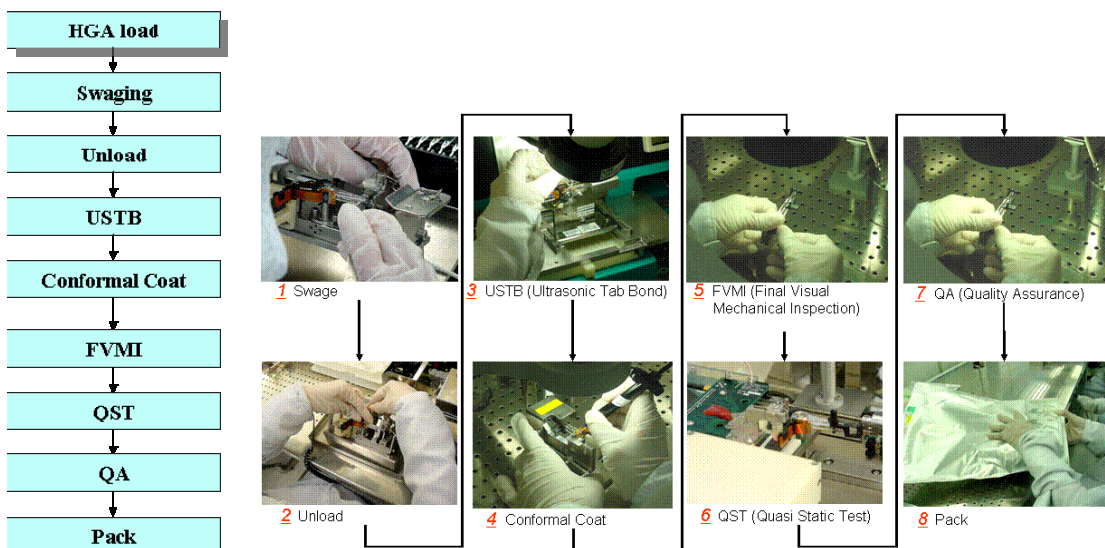 HGA load
Swaging
Unload
USTB
Conformal Coat
FVMI
QST
QA
Pack
1 Swage
2 Unload
3 USTB (Ultrasonic Tab Bond)
4 Conformal Coat
5 FVMI (Final Visual
Mechanical Inspection)
6 QST (Quasi Static Test)
7 QA (Quality Assurance)
8 Pack